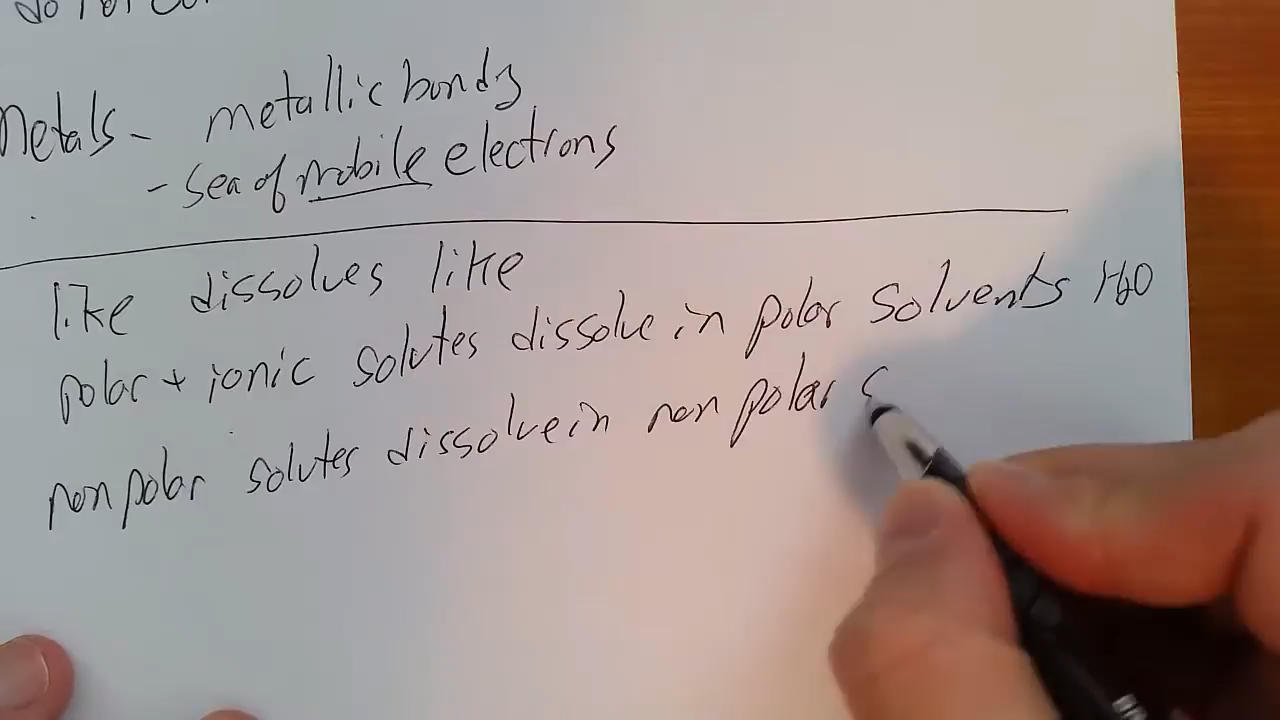 Metals - metallic bonds
- Sea of mobile electrons
like dissolves like
polar + ionic solutes dissolve in polar solvents H2O
nonpolar solutes dissolve in non polar s